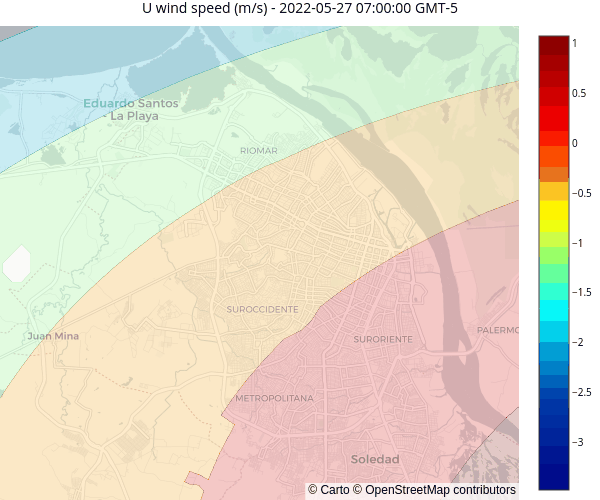 U wind speed (m/s) - 2022-05-27 07:00:00 GMT-5
Eduardo Santos
- La Playa
RIOMAR
SUROCCIDENTE
Juan Mina
SURORIENTE
PALERMO
METROPOLITANA
Soledad
© Carto © OpenStreetMap contributors
1
0.5
0
−0.5
−1
−1.5
−2
−2.5
−3